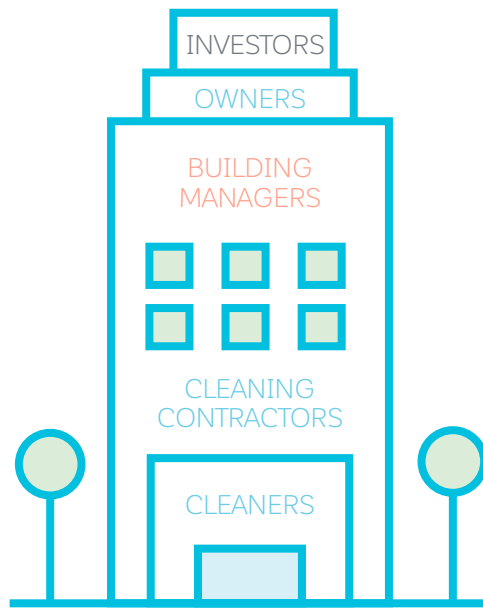 INVESTORS
OWNERS
BUILDING
MANAGERS
CLEANING
CONTRACTORS
CLEANERS